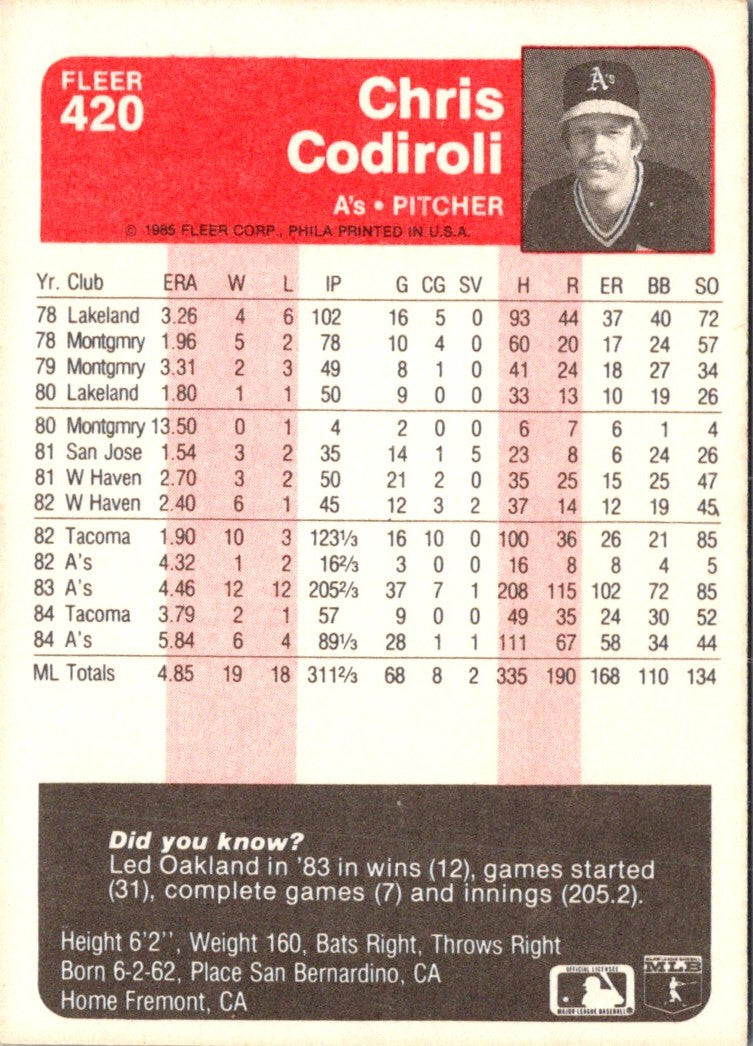 FLEER
420
Chris
Codiroli
A's • PITCHER
© 1985 FLEER CORP., PHILA PRINTED IN U.S.A.
A's
Yr. Club ERA W L IP G CG SV H R ER BB SO
78 Lakeland 3.26 4 6 102 16 5 0 93 44 37 40 72
78 Montgmry 1.96 5 2 78 10 4 0 60 20 17 24 57
79 Montgmry 3.31 2 3 49 8 1 0 41 24 18 27 34
80 Lakeland 1.80 1 1 50 9 0 0 33 13 10 19 26
80 Montgmry 13.50 0 1 4 2 0 0 6 7 6 1 4
81 San Jose 1.54 3 2 35 14 1 5 23 8 6 24 26
81 W Haven 2.70 3 2 50 21 2 0 35 25 15 25 47
82 W Haven 2.40 6 1 45 12 3 2 37 14 12 19 45
82 Tacoma 1.90 10 3 123⅓ 16 10 0 100 36 26 21 85
82 A's 4.32 1 2 16⅔ 3 0 0 16 8 8 4 5
83 A's 4.46 12 12 205⅔ 37 7 1 208 115 102 72 85
84 Tacoma 3.79 2 1 57 9 0 0 49 35 24 30 52
84 A's 5.84 6 4 89⅓ 28 1 1 111 67 58 34 44
ML Totals 4.85 19 18 311⅔ 68 8 2 335 190 168 110 134
Did you know?
Led Oakland in '83 in wins (12), games started
(31), complete games (7) and innings (205.2).
Height 6'2'', Weight 160, Bats Right, Throws Right
Born 6-2-62, Place San Bernardino, CA
Home Fremont, CA
OFFICIAL LICENSEE
MAJOR LEAGUE BASEBALL
MAJOR LEAGUE BASEBALL
MLB